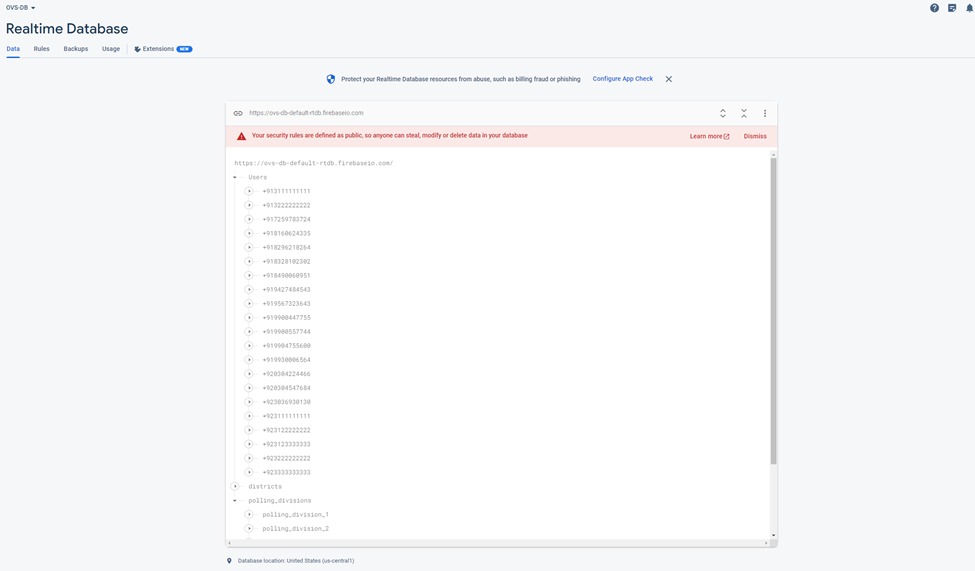 OVS-DB
Realtime Database
Data Rules Backups Usage Extensions NEW
Protect your Realtime Database resources from abuse, such as billing fraud or phishing Configure App Check
https://ovs-db-default-rtdb.firebaseio.com
Your security rules are defined as public, so anyone can steal, modify or delete data in your database Learn more Dismiss
https://ovs-db-default-rtdb.firebaseio.com/
Users
+913111111111
+913222222222
+917259783724
+918160624335
+918296218264
+918328102302
+918490060951
+919427484543
+919567323643
+919900447755
+919900557744
+919904755600
+919930006564
+920304224466
+920304547684
+923036930130
+923111111111
+923122222222
+923123333333
+923222222222
+923333333333
districts
polling_divisions
polling_division_1
polling_division_2
Database location: United States (us-central1)